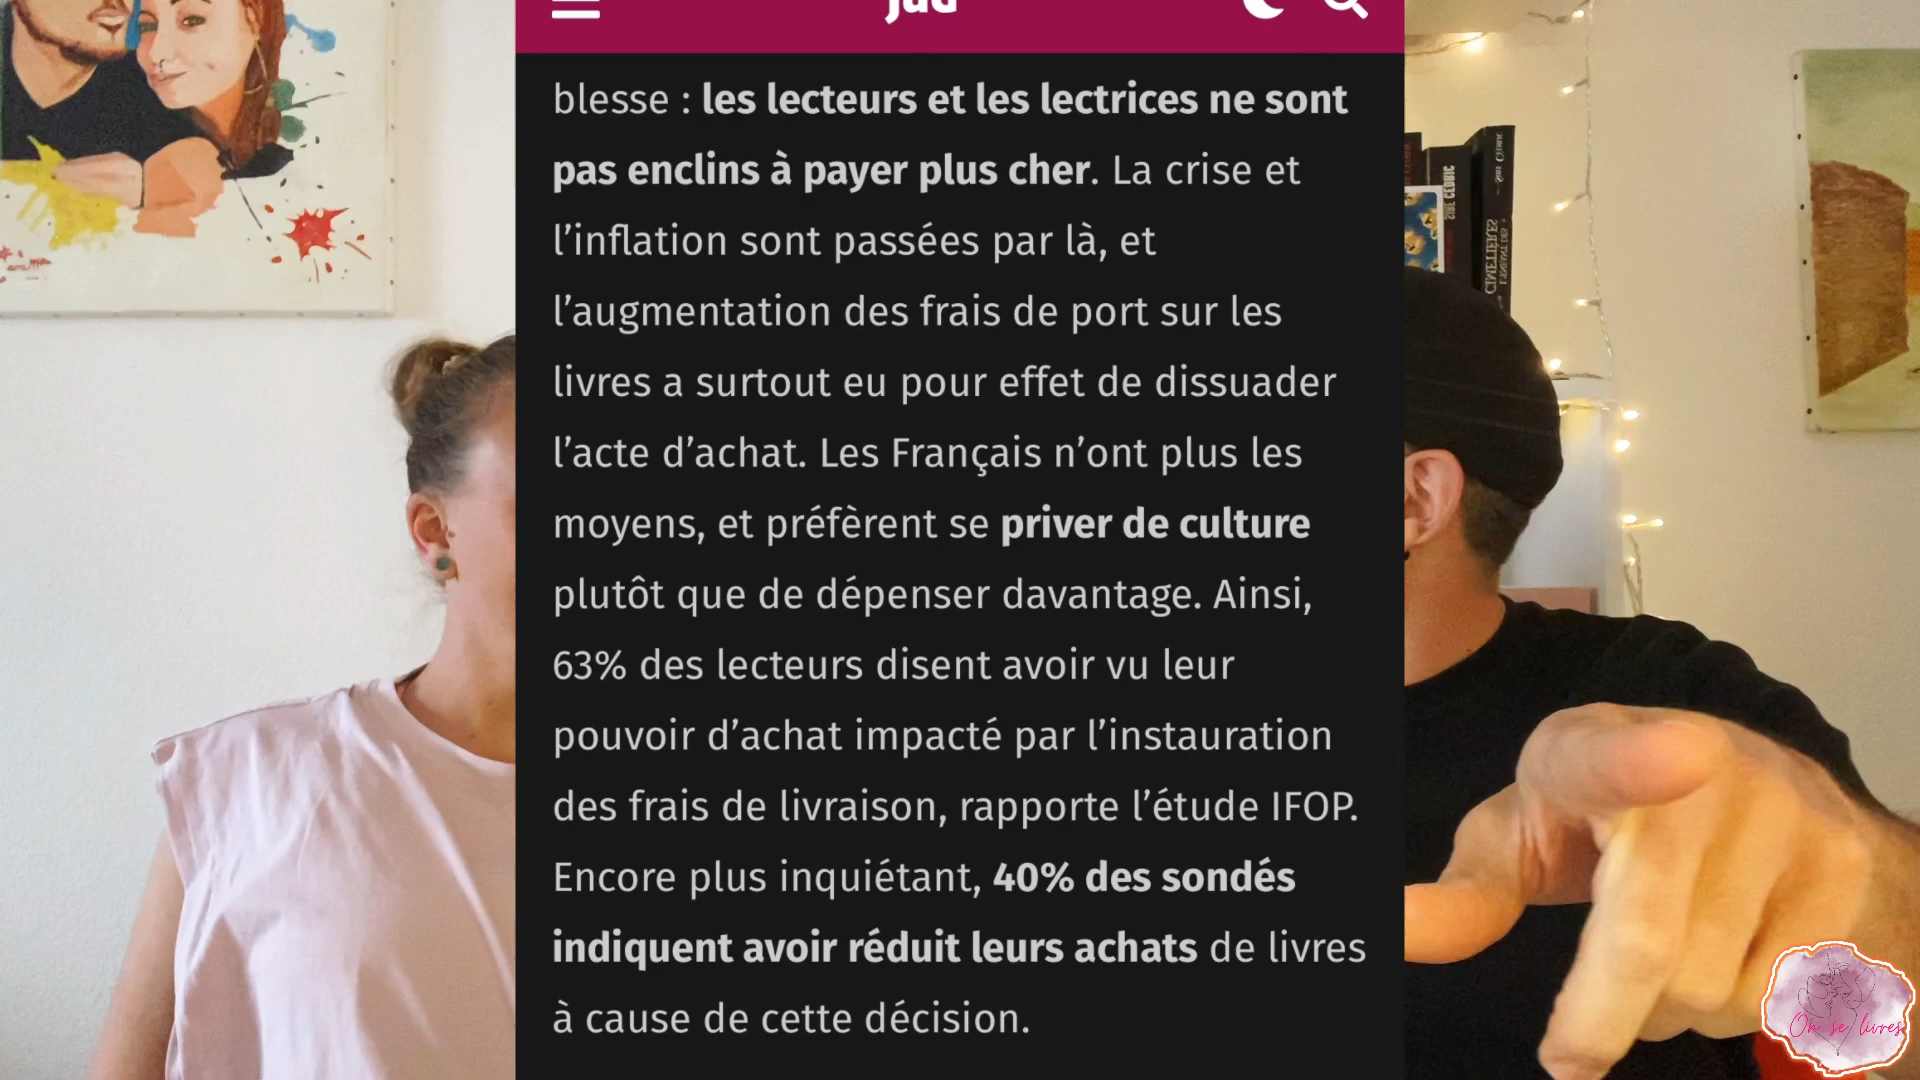 blesse : les lecteurs et les lectrices ne sont
pas enclins à payer plus cher. La crise et
l’inflation sont passées par là, et
l’augmentation des frais de port sur les
livres a surtout eu pour effet de dissuader
l’acte d’achat. Les Français n’ont plus les
moyens, et préfèrent se priver de culture
plutôt que de dépenser davantage. Ainsi,
63% des lecteurs disent avoir vu leur
pouvoir d’achat impacté par l’instauration
des frais de livraison, rapporte l’étude IFOP.
Encore plus inquiétant, 40% des sondés
indiquent avoir réduit leurs achats de livres
à cause de cette décision.
On se livres